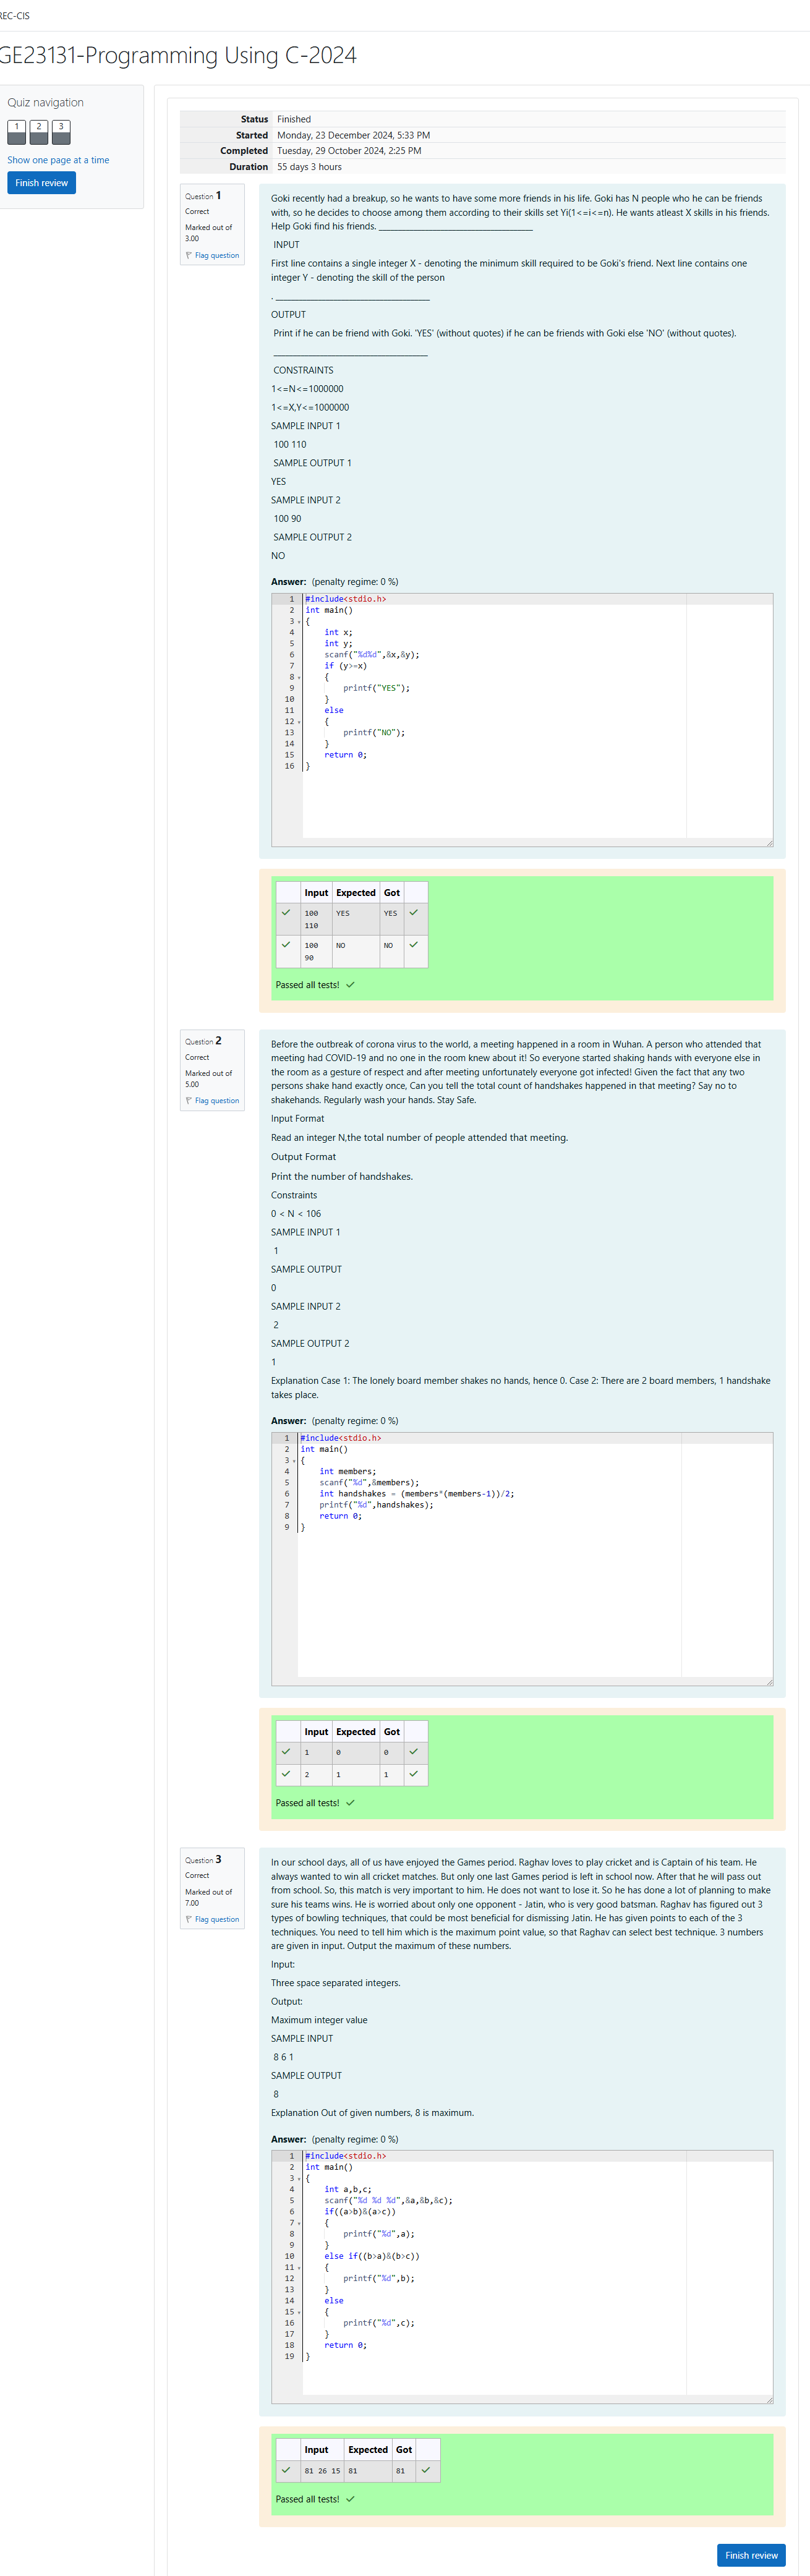 REC-CIS
GE23131-Programming Using C-2024
Quiz navigation
1 2 3
Show one page at a time
Finish review
Status Finished
Started Monday, 23 December 2024, 5:33 PM
Completed Tuesday, 29 October 2024, 2:25 PM
Duration 55 days 3 hours
Question 1
Correct
Marked out of
3.00
Flag question
Goki recently had a breakup, so he wants to have some more friends in his life. Goki has N people who he can be friends
with, so he decides to choose among them according to their skills set Yi(1<=i<=n). He wants atleast X skills in his friends.
Help Goki find his friends. ________________________________
INPUT
First line contains a single integer X - denoting the minimum skill required to be Goki's friend. Next line contains one
integer Y - denoting the skill of the person
. ________________________________
OUTPUT
Print if he can be friend with Goki. 'YES' (without quotes) if he can be friends with Goki else 'NO' (without quotes).
________________________________
CONSTRAINTS
1<=N<=1000000
1<=X,Y<=1000000
SAMPLE INPUT 1
100 110
SAMPLE OUTPUT 1
YES
SAMPLE INPUT 2
100 90
SAMPLE OUTPUT 2
NO
Answer: (penalty regime: 0 %)
1 #include<stdio.h>
2 int main()
3 {
4 int x;
5 int y;
6 scanf("%d%d",&x,&y);
7 if (y>=x)
8 {
9 printf("YES");
10 }
11 else
12 {
13 printf("NO");
14 }
15 return 0;
16 }
Input Expected Got
100 YES YES
110
100 NO NO
90
Passed all tests!
Question 2
Correct
Marked out of
5.00
Flag question
Before the outbreak of corona virus to the world, a meeting happened in a room in Wuhan. A person who attended that
meeting had COVID-19 and no one in the room knew about it! So everyone started shaking hands with everyone else in
the room as a gesture of respect and after meeting unfortunately everyone got infected! Given the fact that any two
persons shake hand exactly once, Can you tell the total count of handshakes happened in that meeting? Say no to
shakehands. Regularly wash your hands. Stay Safe.
Input Format
Read an integer N,the total number of people attended that meeting.
Output Format
Print the number of handshakes.
Constraints
0 < N < 106
SAMPLE INPUT 1
1
SAMPLE OUTPUT
0
SAMPLE INPUT 2
2
SAMPLE OUTPUT 2
1
Explanation Case 1: The lonely board member shakes no hands, hence 0. Case 2: There are 2 board members, 1 handshake
takes place.
Answer: (penalty regime: 0 %)
1 #include<stdio.h>
2 int main()
3 {
4 int members;
5 scanf("%d",&members);
6 int handshakes = (members*(members-1))/2;
7 printf("%d",handshakes);
8 return 0;
9 }
Input Expected Got
1 0 0
2 1 1
Passed all tests!
Question 3
Correct
Marked out of
7.00
Flag question
In our school days, all of us have enjoyed the Games period. Raghav loves to play cricket and is Captain of his team. He
always wanted to win all cricket matches. But only one last Games period is left in school now. After that he will pass out
from school. So, this match is very important to him. He does not want to lose it. So he has done a lot of planning to make
sure his teams wins. He is worried about only one opponent - Jatin, who is very good batsman. Raghav has figured out 3
types of bowling techniques, that could be most beneficial for dismissing Jatin. He has given points to each of the 3
techniques. You need to tell him which is the maximum point value, so that Raghav can select best technique. 3 numbers
are given in input. Output the maximum of these numbers.
Input:
Three space separated integers.
Output:
Maximum integer value
SAMPLE INPUT
8 6 1
SAMPLE OUTPUT
8
Explanation Out of given numbers, 8 is maximum.
Answer: (penalty regime: 0 %)
1 #include<stdio.h>
2 int main()
3 {
4 int a,b,c;
5 scanf("%d %d %d",&a,&b,&c);
6 if((a>b)&(a>c))
7 {
8 printf("%d",a);
9 }
10 else if((b>a)&(b>c))
11 {
12 printf("%d",b);
13 }
14 else
15 {
16 printf("%d",c);
17 }
18 return 0;
19 }
Input Expected Got
81 26 15 81 81
Passed all tests!
Finish review